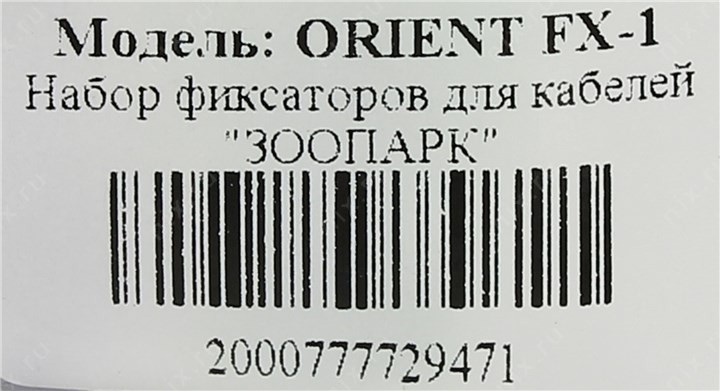 Модель: ORIENT FX-1
Набор фиксаторов для кабелей
"ЗООПАРК"
2000777729471